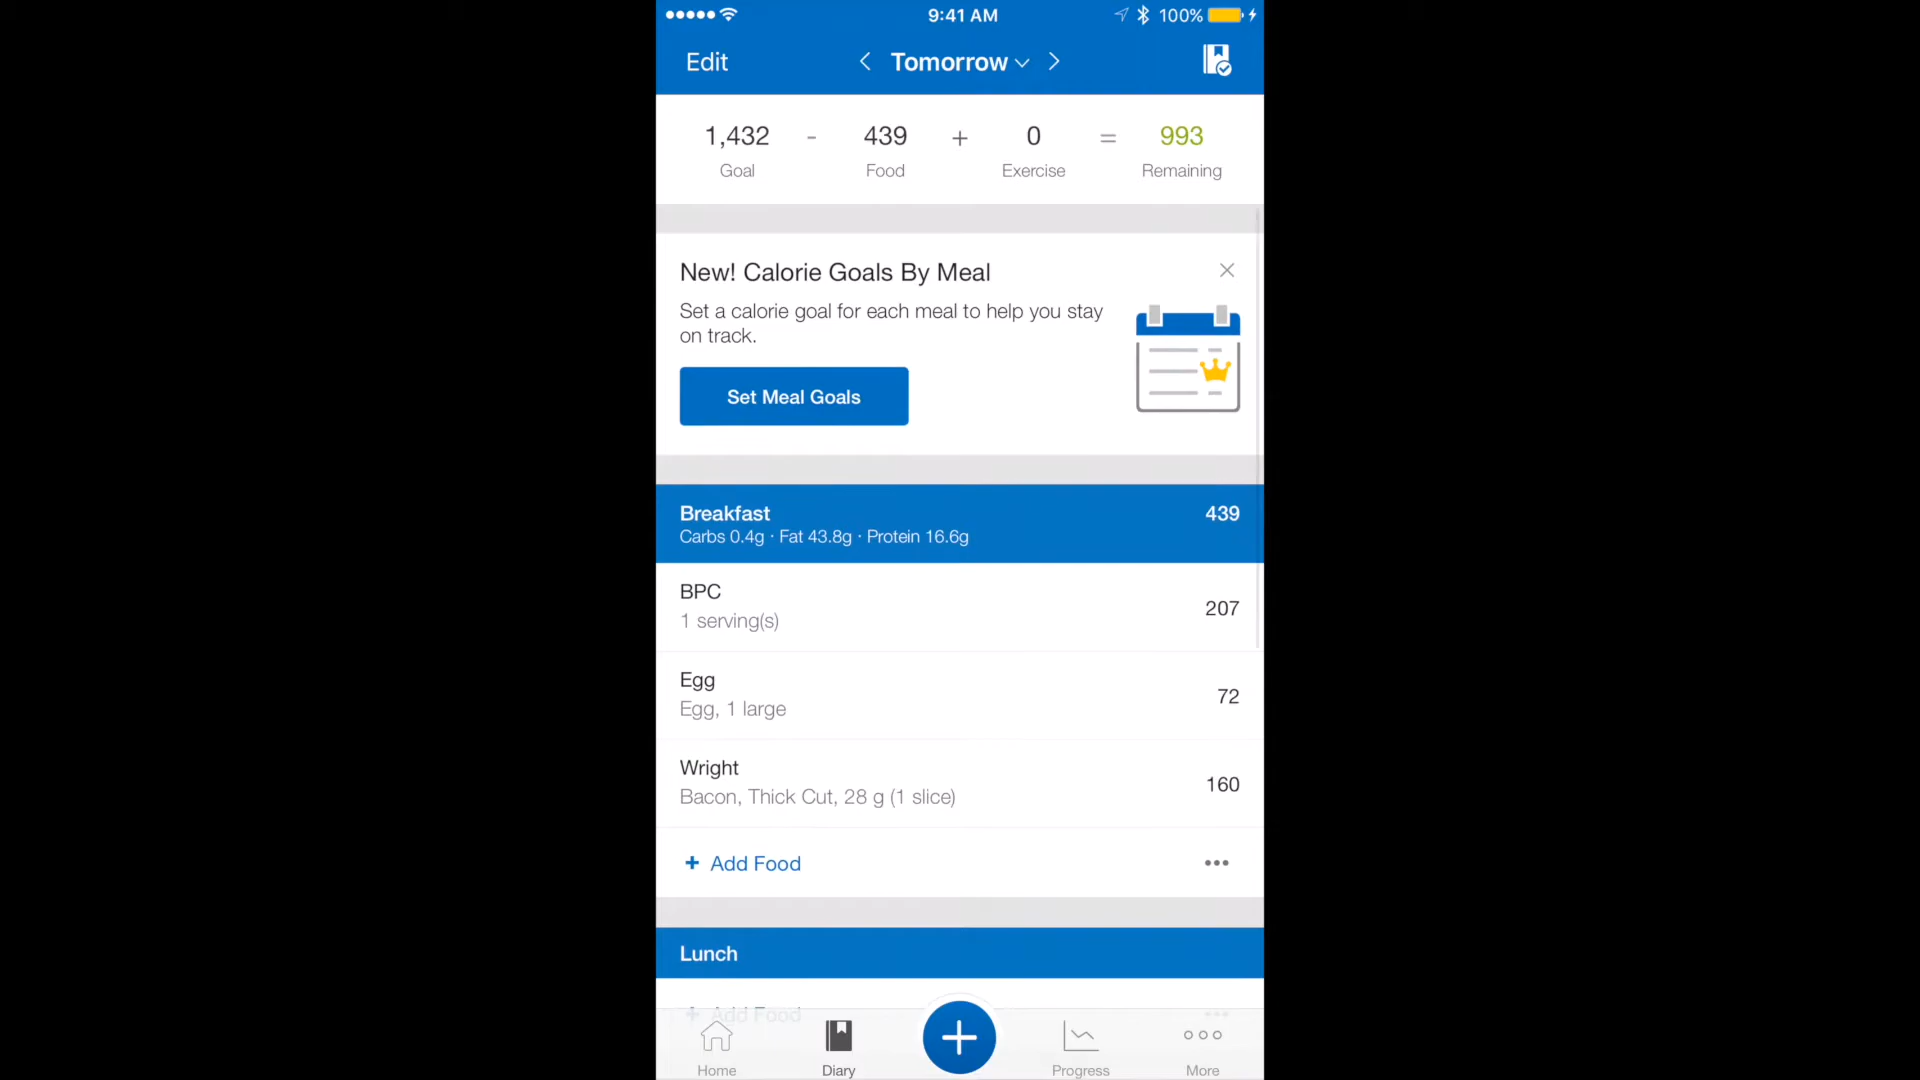 9:41 AM 100%
Edit Tomorrow
1,432 - 439 + 0 = 993
Goal Food Exercise Remaining
New! Calorie Goals By Meal
Set a calorie goal for each meal to help you stay
on track.
Set Meal Goals
Breakfast 439
Carbs 0.4g · Fat 43.8g · Protein 16.6g
BPC
1 serving(s) 207
Egg
Egg, 1 large 72
Wright
Bacon, Thick Cut, 28 g (1 slice) 160
+ Add Food
Lunch
+ Add Food
Home Diary Progress More